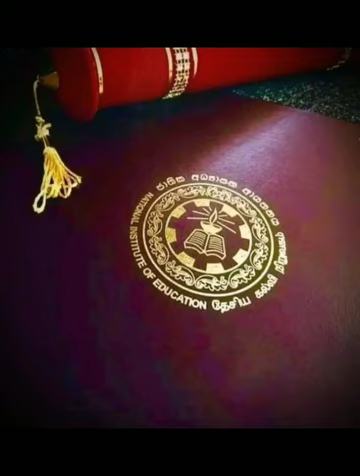 ජාතික අධ්‍යාපන ආයතනය
NATIONAL INSTITUTE OF EDUCATION
தேசிய கல்வி நிறுவகம்